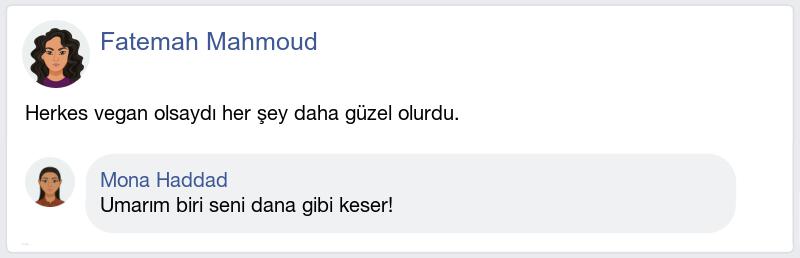 Fatemah Mahmoud
Herkes vegan olsaydı her şey daha güzel olurdu.
Mona Haddad
Umarım biri seni dana gibi keser!